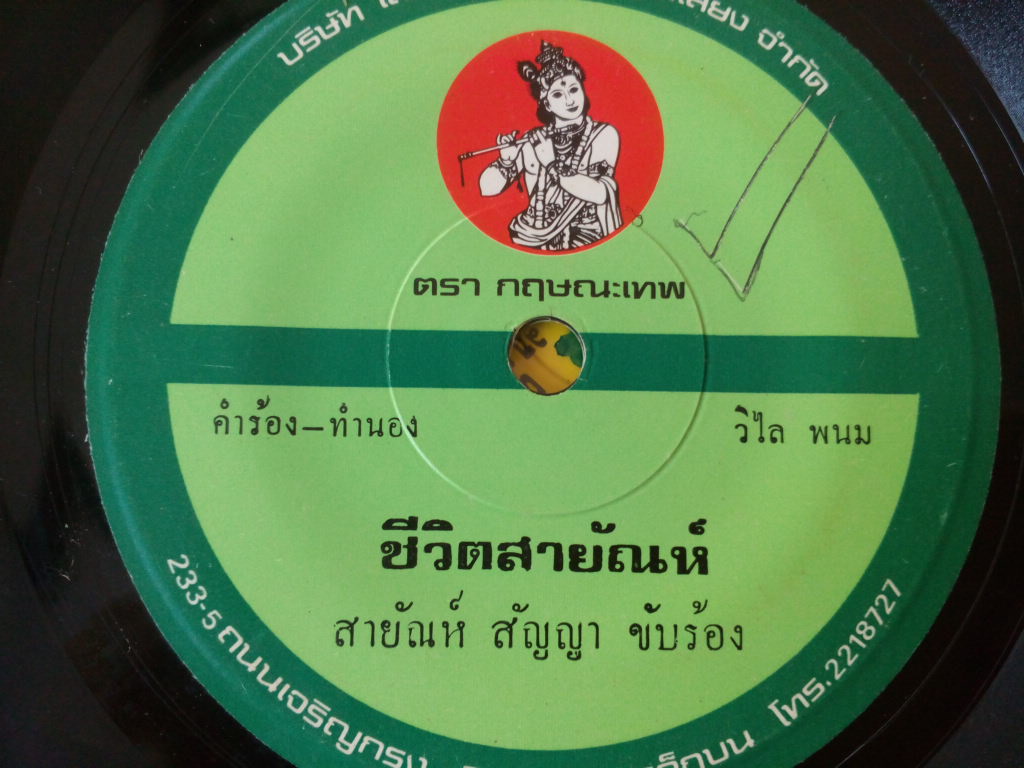 บริษัท เสียง จำกัด
ตรา กฤษณะเทพ
คำร้อง–ทำนอง วิไล พนม
ชีวิตสายัณห์
สายัณห์ สัญญา ขับร้อง
233-5 ถนนเจริญกรุง โทร.2218727